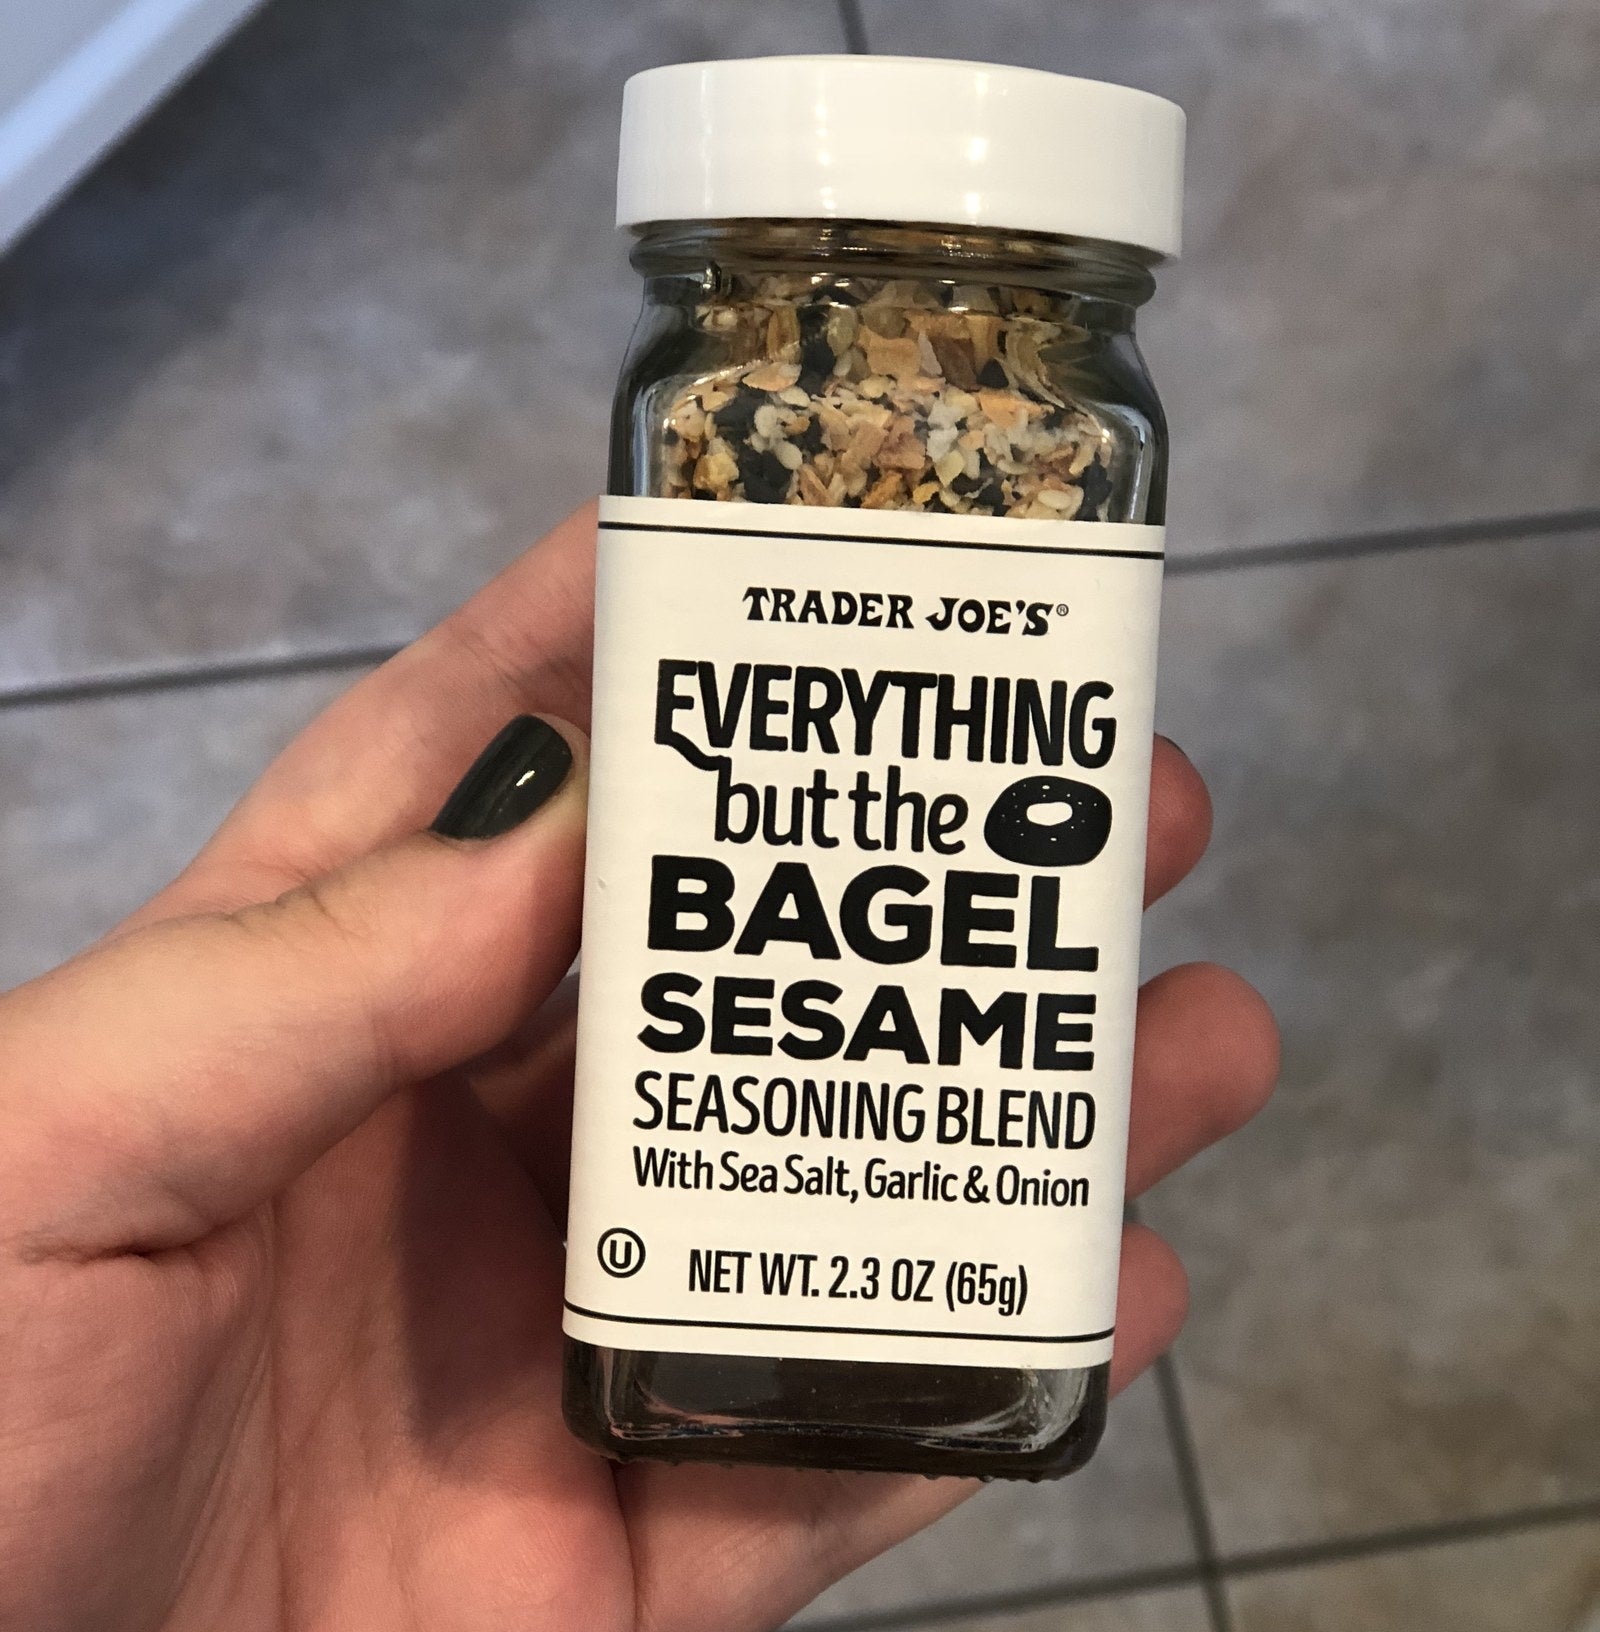 TRADER JOE'S®
EVERYTHING
but the
BAGEL
SESAME
SEASONING BLEND
With Sea Salt, Garlic & Onion
U NET WT. 2.3 OZ (65g)